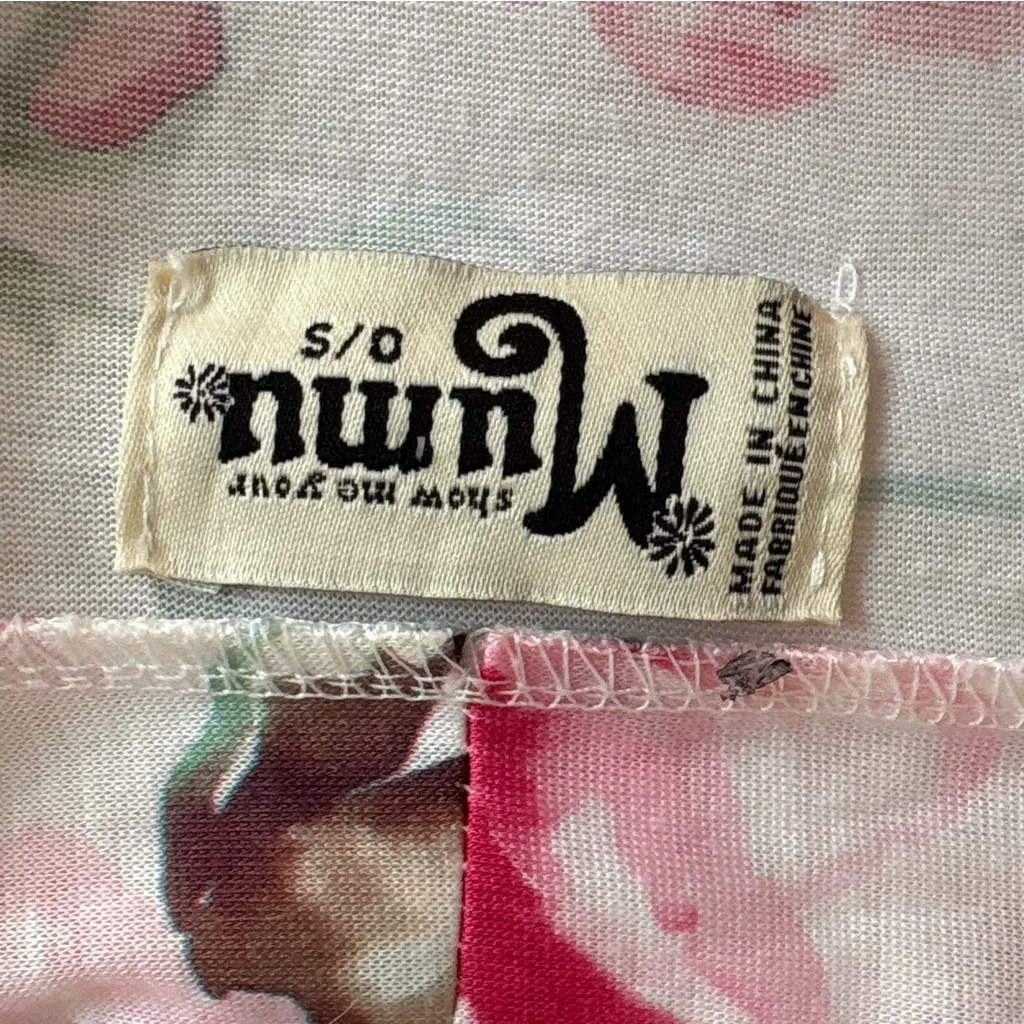 show me your
Mumu
O/S
MADE IN CHINA
FABRIQUÉ EN CHINE